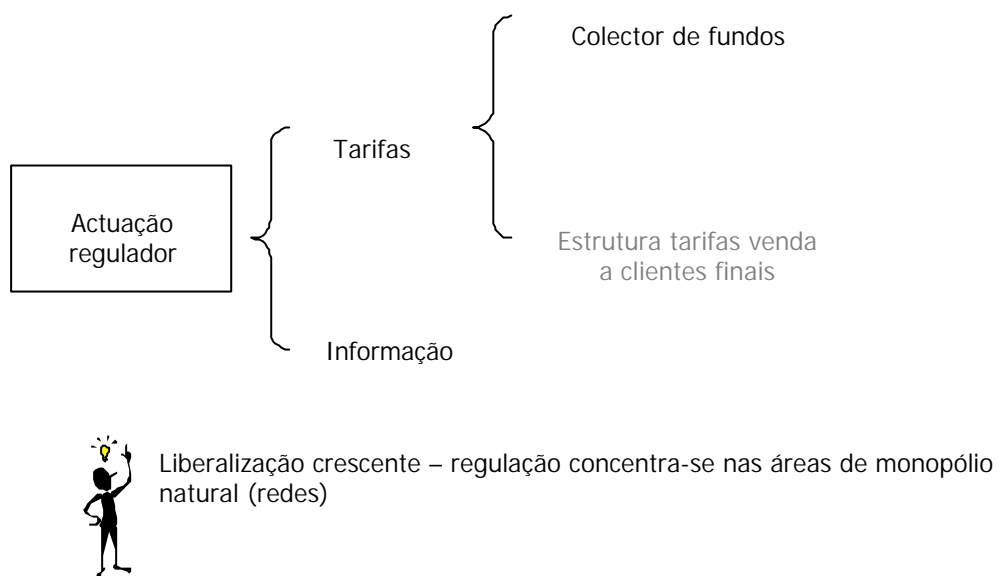 Colector de fundos
Tarifas
Actuação
regulador
Estrutura tarifas venda
a clientes finais
Informação
Liberalização crescente – regulação concentra-se nas áreas de monopólio
natural (redes)